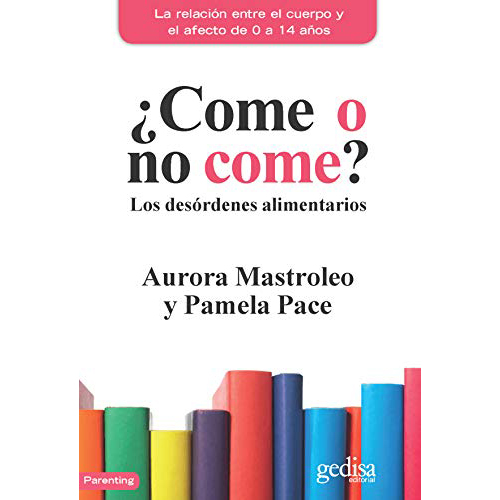 La relación entre el cuerpo y
el afecto de 0 a 14 años
¿Come o
no come?
Los desórdenes alimentarios
Aurora Mastroleo
y Pamela Pace
gedisa
editorial
Parenting